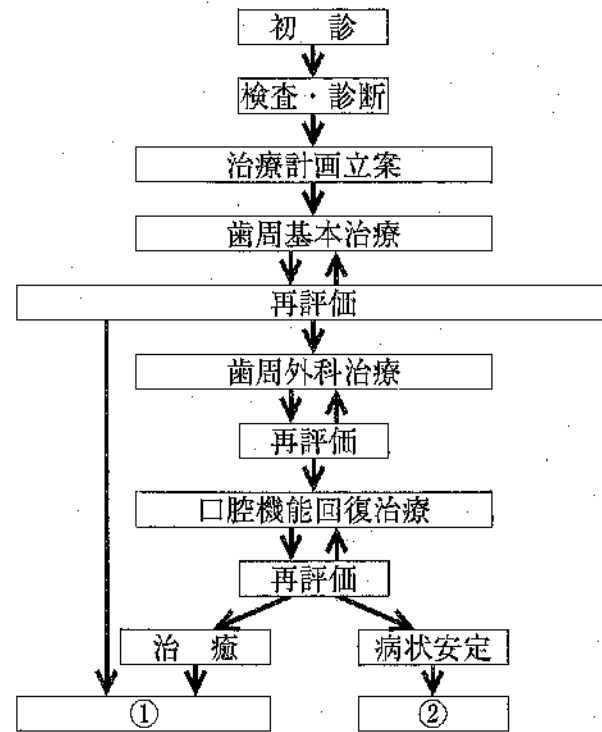 初　診
検査・診断
治療計画立案
歯周基本治療
再評価
歯周外科治療
再評価
口腔機能回復治療
再評価
治　癒　病状安定
①　②